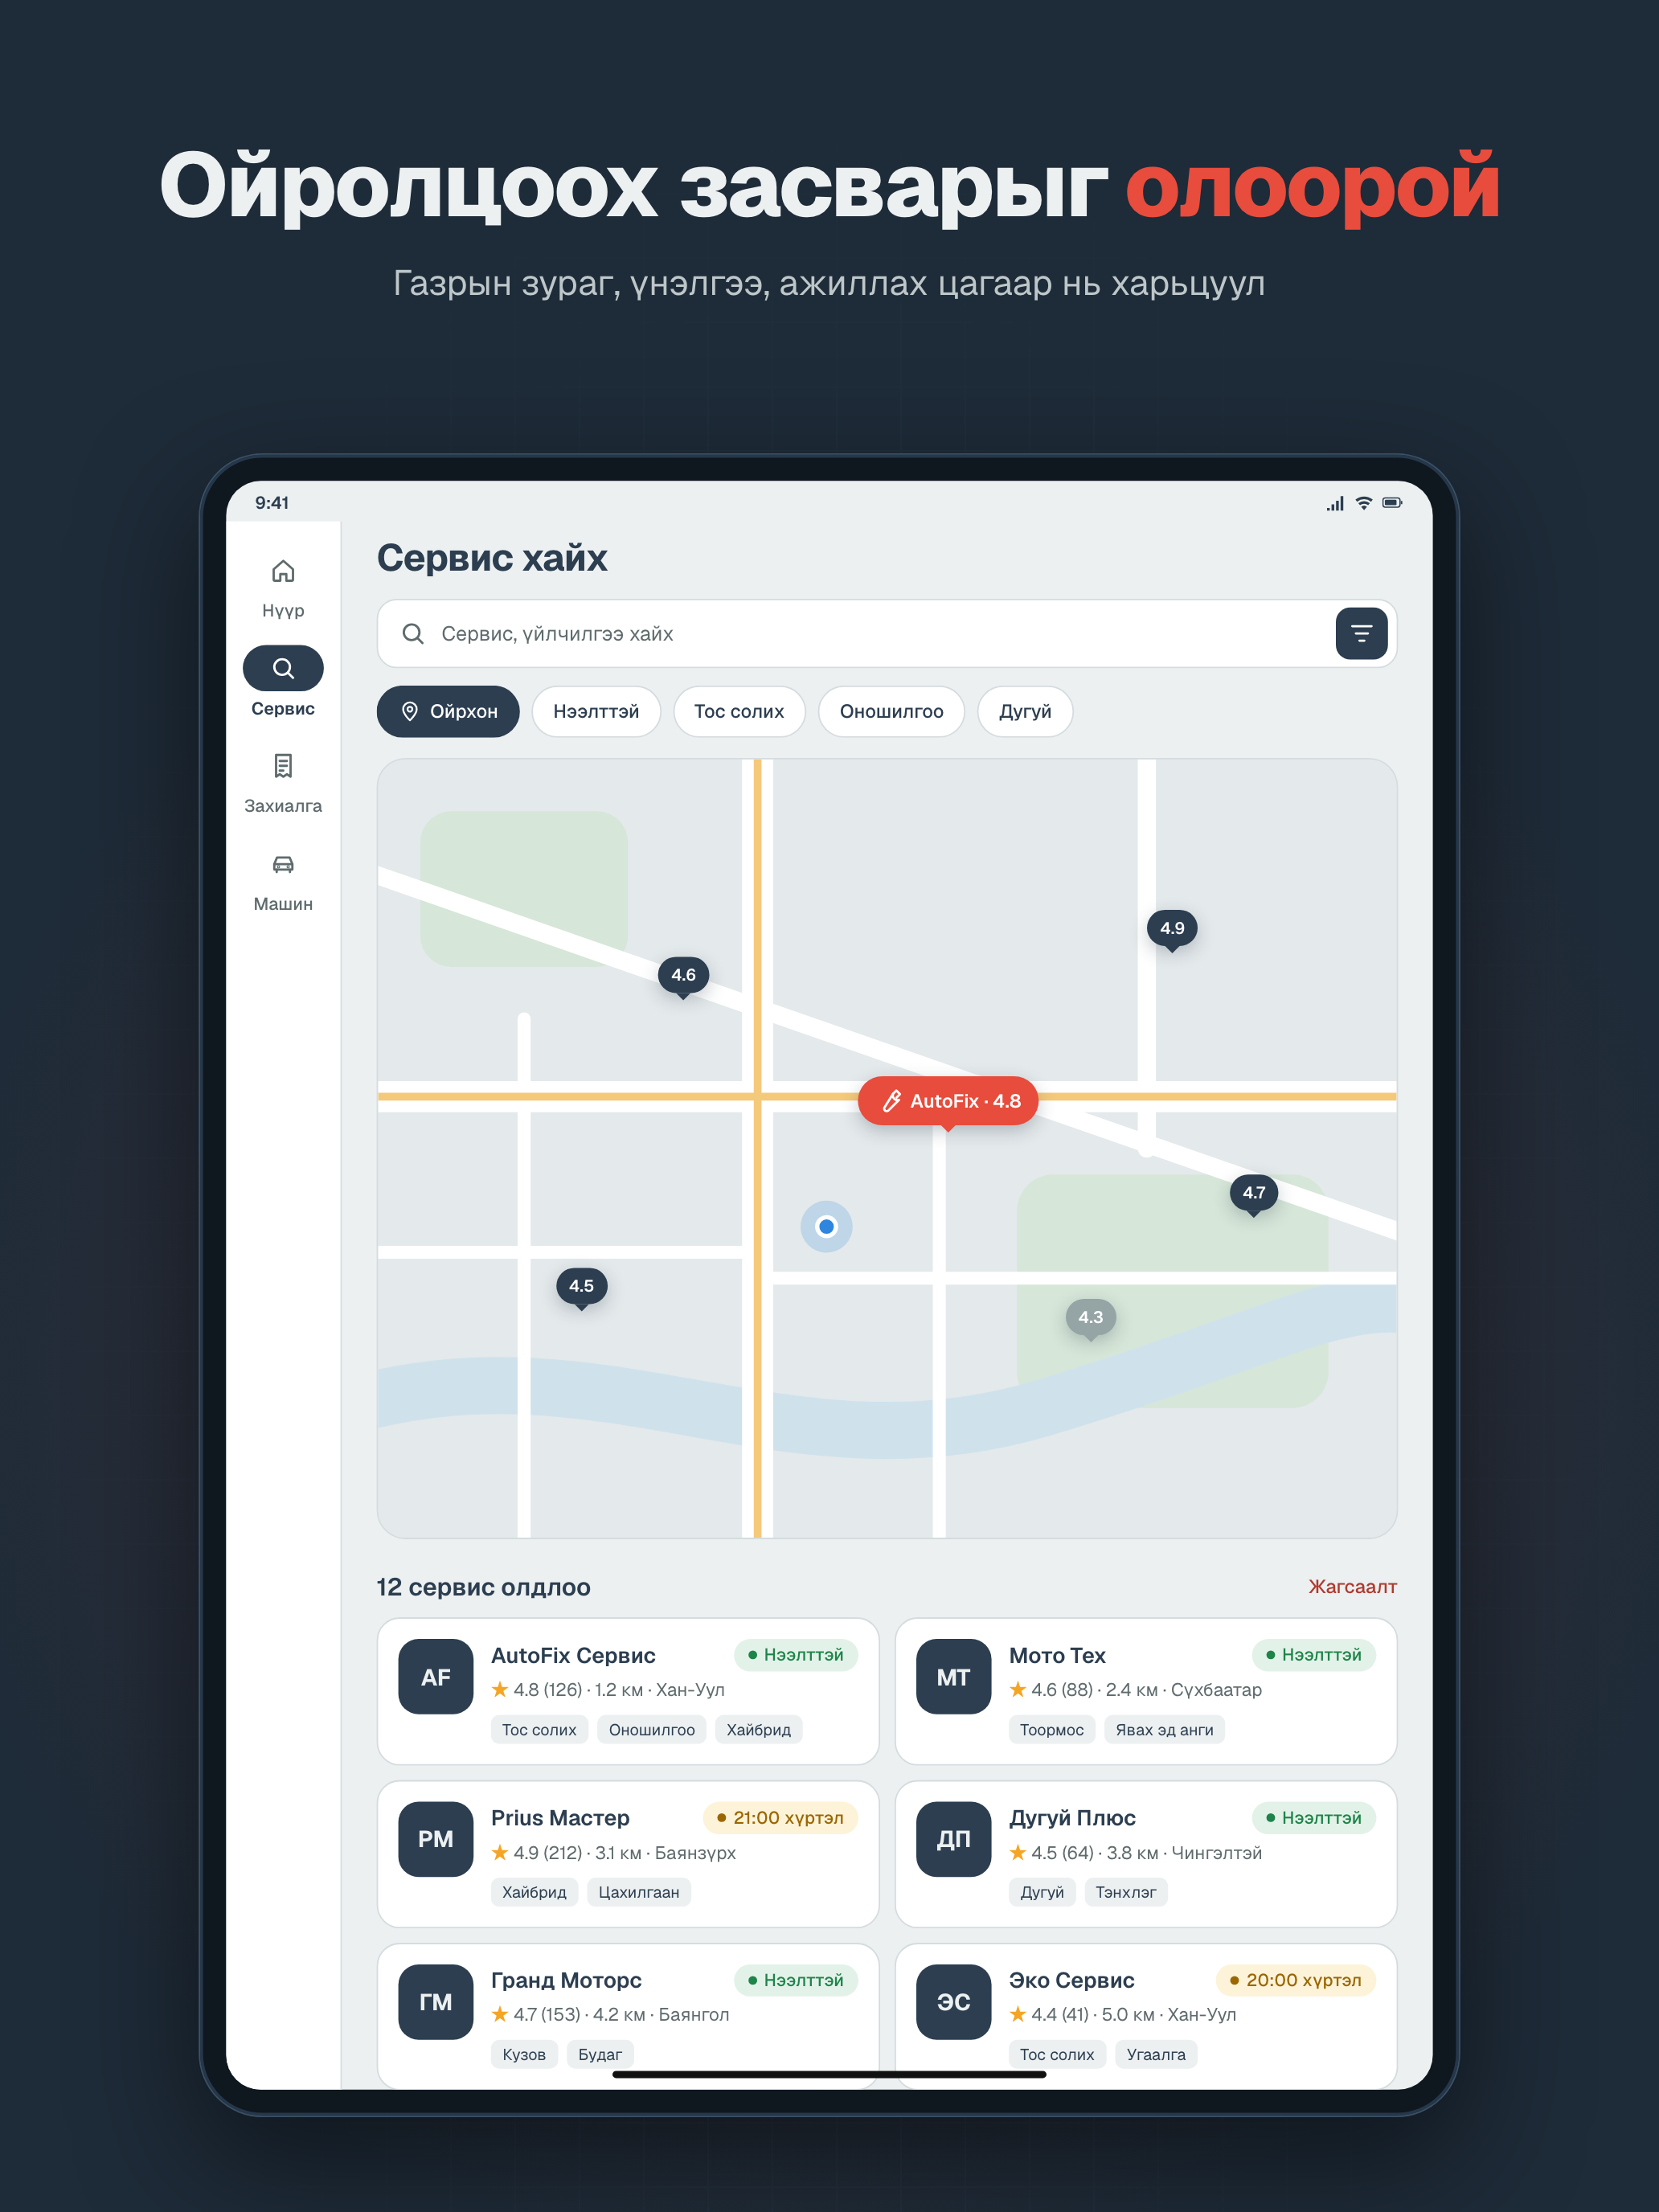 Ойролцоох засварыг олоорой
Газрын зураг, үнэлгээ, ажиллах цагаар нь харьцуул
9:41
Нүүр
Сервис
Захиалга
Машин
Сервис хайх
Сервис, үйлчилгээ хайх
Ойрхон Нээлттэй Тос солих Оношилгоо Дугуй
4.9
4.6
AutoFix · 4.8
4.7
4.5
4.3
12 сервис олдлоо Жагсаалт
AF
AutoFix Сервис Нээлттэй
★ 4.8 (126) · 1.2 км · Хан-Уул
Тос солих Оношилгоо Хайбрид
МТ
Мото Тех Нээлттэй
★ 4.6 (88) · 2.4 км · Сүхбаатар
Тоормос Явах эд анги
РМ
Prius Мастер 21:00 хүртэл
★ 4.9 (212) · 3.1 км · Баянзүрх
Хайбрид Цахилгаан
ДП
Дугуй Плюс Нээлттэй
★ 4.5 (64) · 3.8 км · Чингэлтэй
Дугуй Тэнхлэг
ГМ
Гранд Моторс Нээлттэй
★ 4.7 (153) · 4.2 км · Баянгол
Кузов Будаг
ЭС
Эко Сервис 20:00 хүртэл
★ 4.4 (41) · 5.0 км · Хан-Уул
Тос солих Угаалга